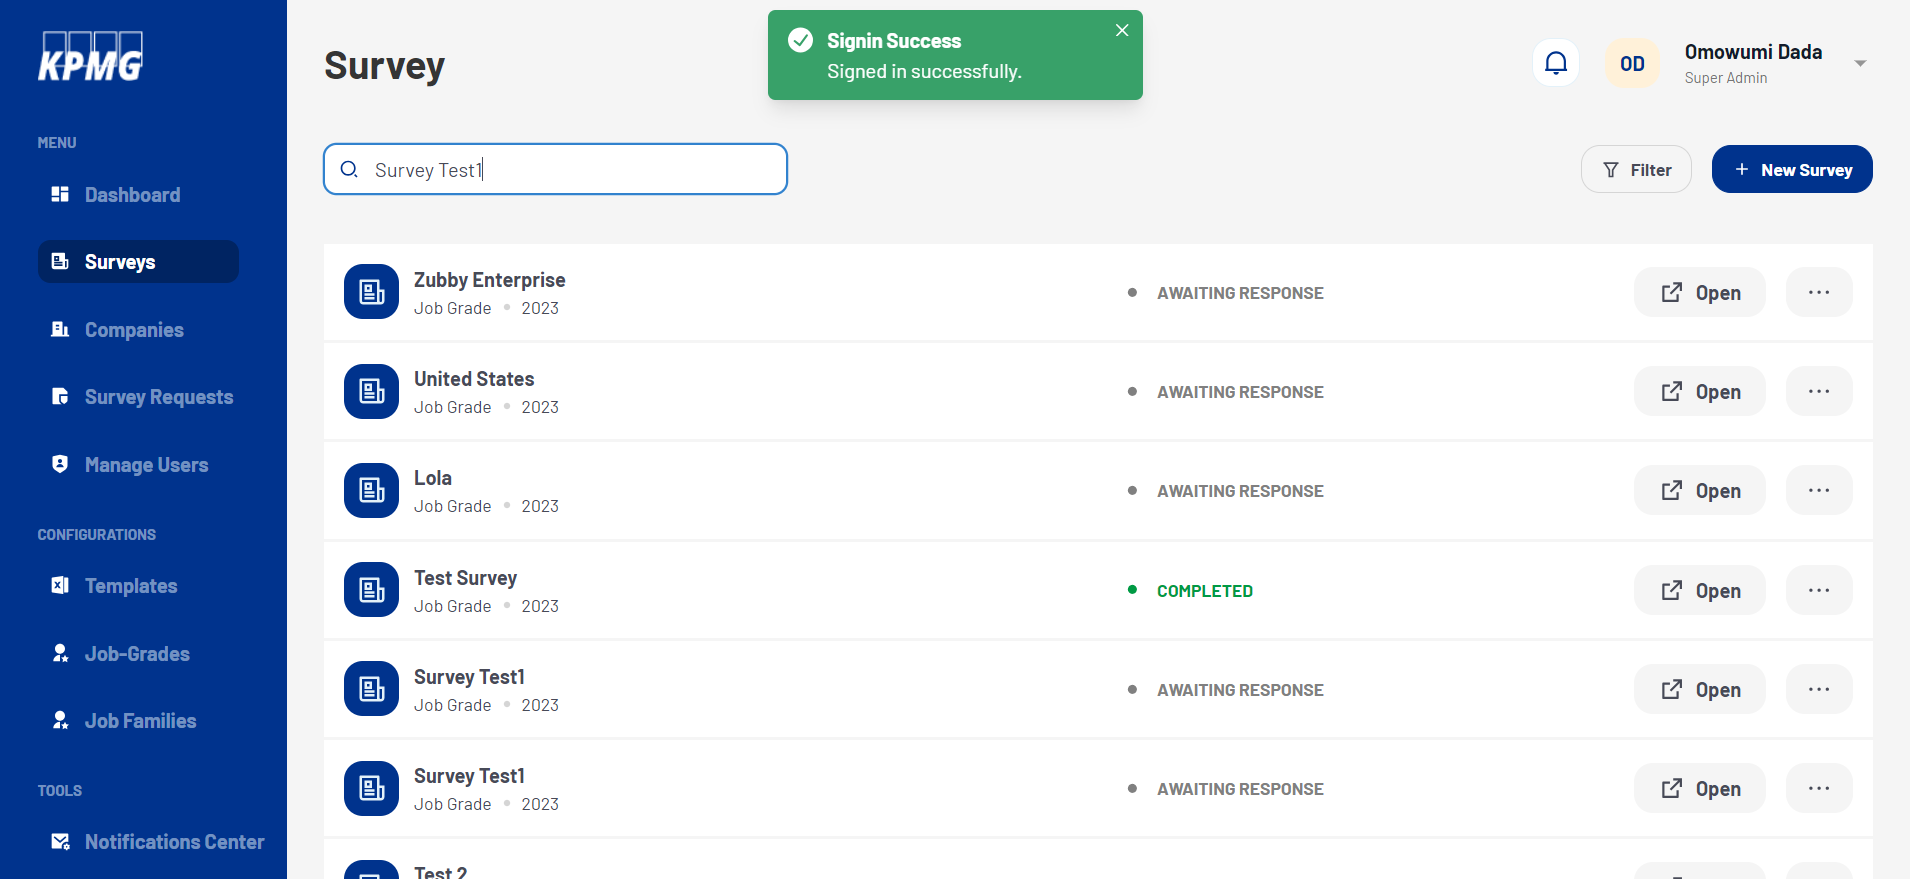 KPMG
MENU
Dashboard
Surveys
Companies
Survey Requests
Manage Users
CONFIGURATIONS
Templates
Job-Grades
Job Families
TOOLS
Notifications Center
Survey
Signin Success
Signed in successfully.
OD
Omowumi Dada
Super Admin
Survey Test1
Filter
+ New Survey
Zubby Enterprise
Job Grade • 2023
• AWAITING RESPONSE
Open
...
United States
Job Grade • 2023
• AWAITING RESPONSE
Open
...
Lola
Job Grade • 2023
• AWAITING RESPONSE
Open
...
Test Survey
Job Grade • 2023
• COMPLETED
Open
...
Survey Test1
Job Grade • 2023
• AWAITING RESPONSE
Open
...
Survey Test1
Job Grade • 2023
• AWAITING RESPONSE
Open
...
Test 2